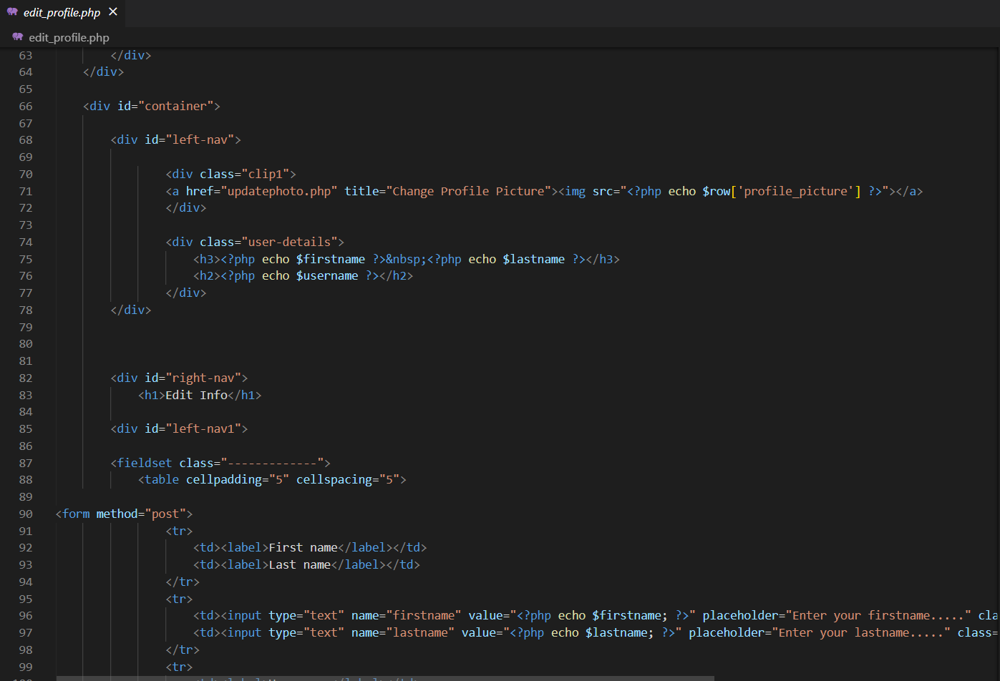 edit_profile.php ✕
edit_profile.php
63 </div>
64 </div>
65
66 <div id="container">
67
68 <div id="left-nav">
69
70 <div class="clip1">
71 <a href="updatephoto.php" title="Change Profile Picture"><img src="<?php echo $row['profile_picture'] ?>"></a>
72 </div>
73
74 <div class="user-details">
75 <h3><?php echo $firstname ?>&nbsp;<?php echo $lastname ?></h3>
76 <h2><?php echo $username ?></h2>
77 </div>
78 </div>
79
80
81
82 <div id="right-nav">
83 <h1>Edit Info</h1>
84
85 <div id="left-nav1">
86
87 <fieldset class="-------------">
88 <table cellpadding="5" cellspacing="5">
89
90 <form method="post">
91 <tr>
92 <td><label>First name</label></td>
93 <td><label>Last name</label></td>
94 </tr>
95 <tr>
96 <td><input type="text" name="firstname" value="<?php echo $firstname; ?>" placeholder="Enter your firstname....." cla
97 <td><input type="text" name="lastname" value="<?php echo $lastname; ?>" placeholder="Enter your lastname....." class=
98 </tr>
99 <tr>